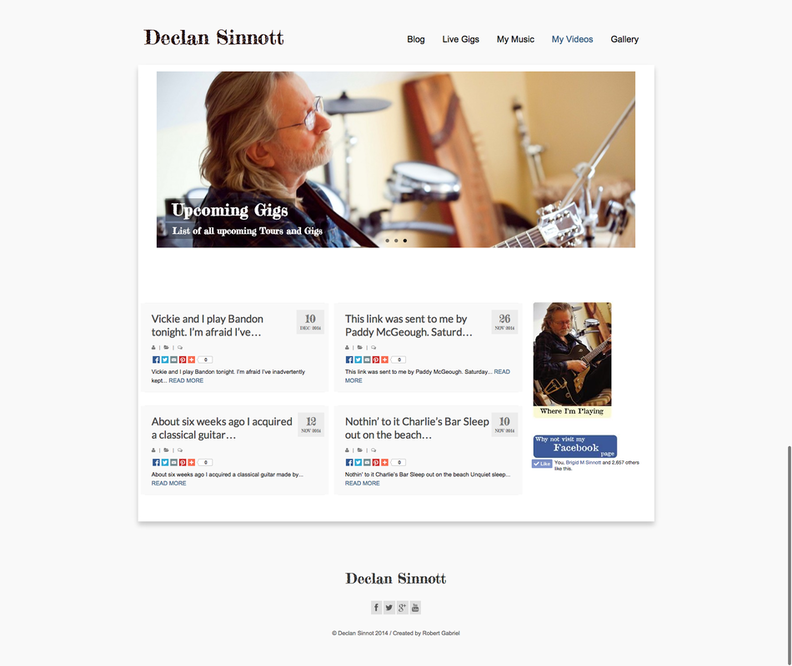 Declan Sinnott
Blog Live Gigs My Music My Videos Gallery
Upcoming Gigs
List of all upcoming Tours and Gigs
Vickie and I play Bandon
tonight. I'm afraid I've…
10
DEC 2014
| |
0
Vickie and I play Bandon tonight. I'm afraid I've inadvertently
kept... READ MORE
This link was sent to me by
Paddy McGeough. Saturd…
26
NOV 2014
| |
0
This link was sent to me by Paddy McGeough. Saturday... READ
MORE
About six weeks ago I acquired
a classical guitar…
12
NOV 2014
| |
0
About six weeks ago I acquired a classical guitar made by...
READ MORE
Nothin' to it Charlie's Bar Sleep
out on the beach…
10
NOV 2014
| |
0
Nothin' to it Charlie's Bar Sleep out on the beach Unquiet sleep...
READ MORE
Where I'm Playing
Why not visit my
Facebook
page
Like
You, Brigid M Sinnott and 2,657 others
like this.
Declan Sinnott
© Declan Sinnot 2014 / Created by Robert Gabriel